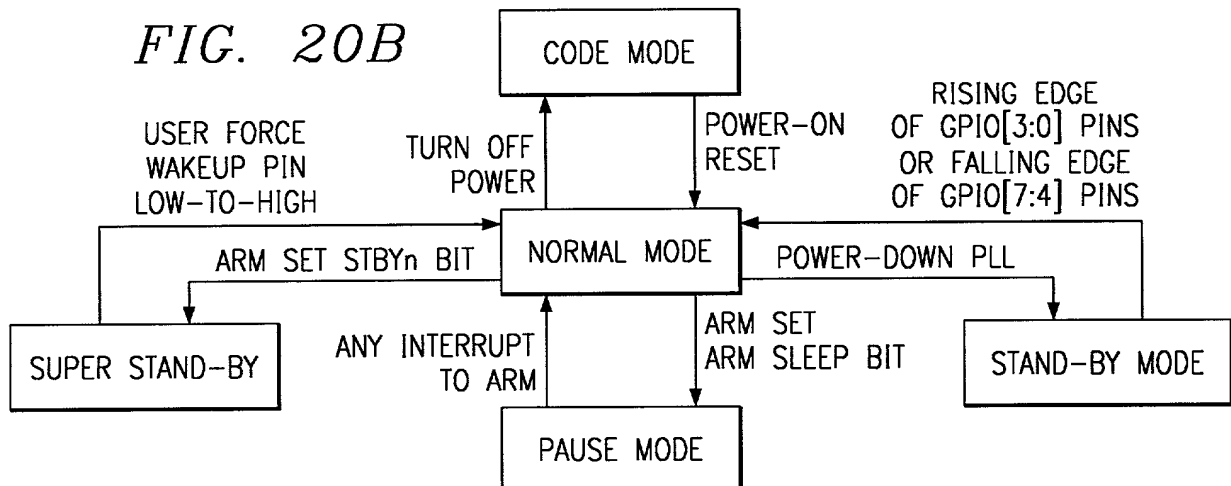 FIG. 20B
CODE MODE
USER FORCE
WAKEUP PIN
LOW-TO-HIGH
TURN OFF
POWER
POWER-ON
RESET
RISING EDGE
OF GPIO[3:0] PINS
OR FALLING EDGE
OF GPIO[7:4] PINS
ARM SET STBYn BIT
NORMAL MODE
POWER-DOWN PLL
SUPER STAND-BY
ANY INTERRUPT
TO ARM
ARM SET
ARM SLEEP BIT
STAND-BY MODE
PAUSE MODE